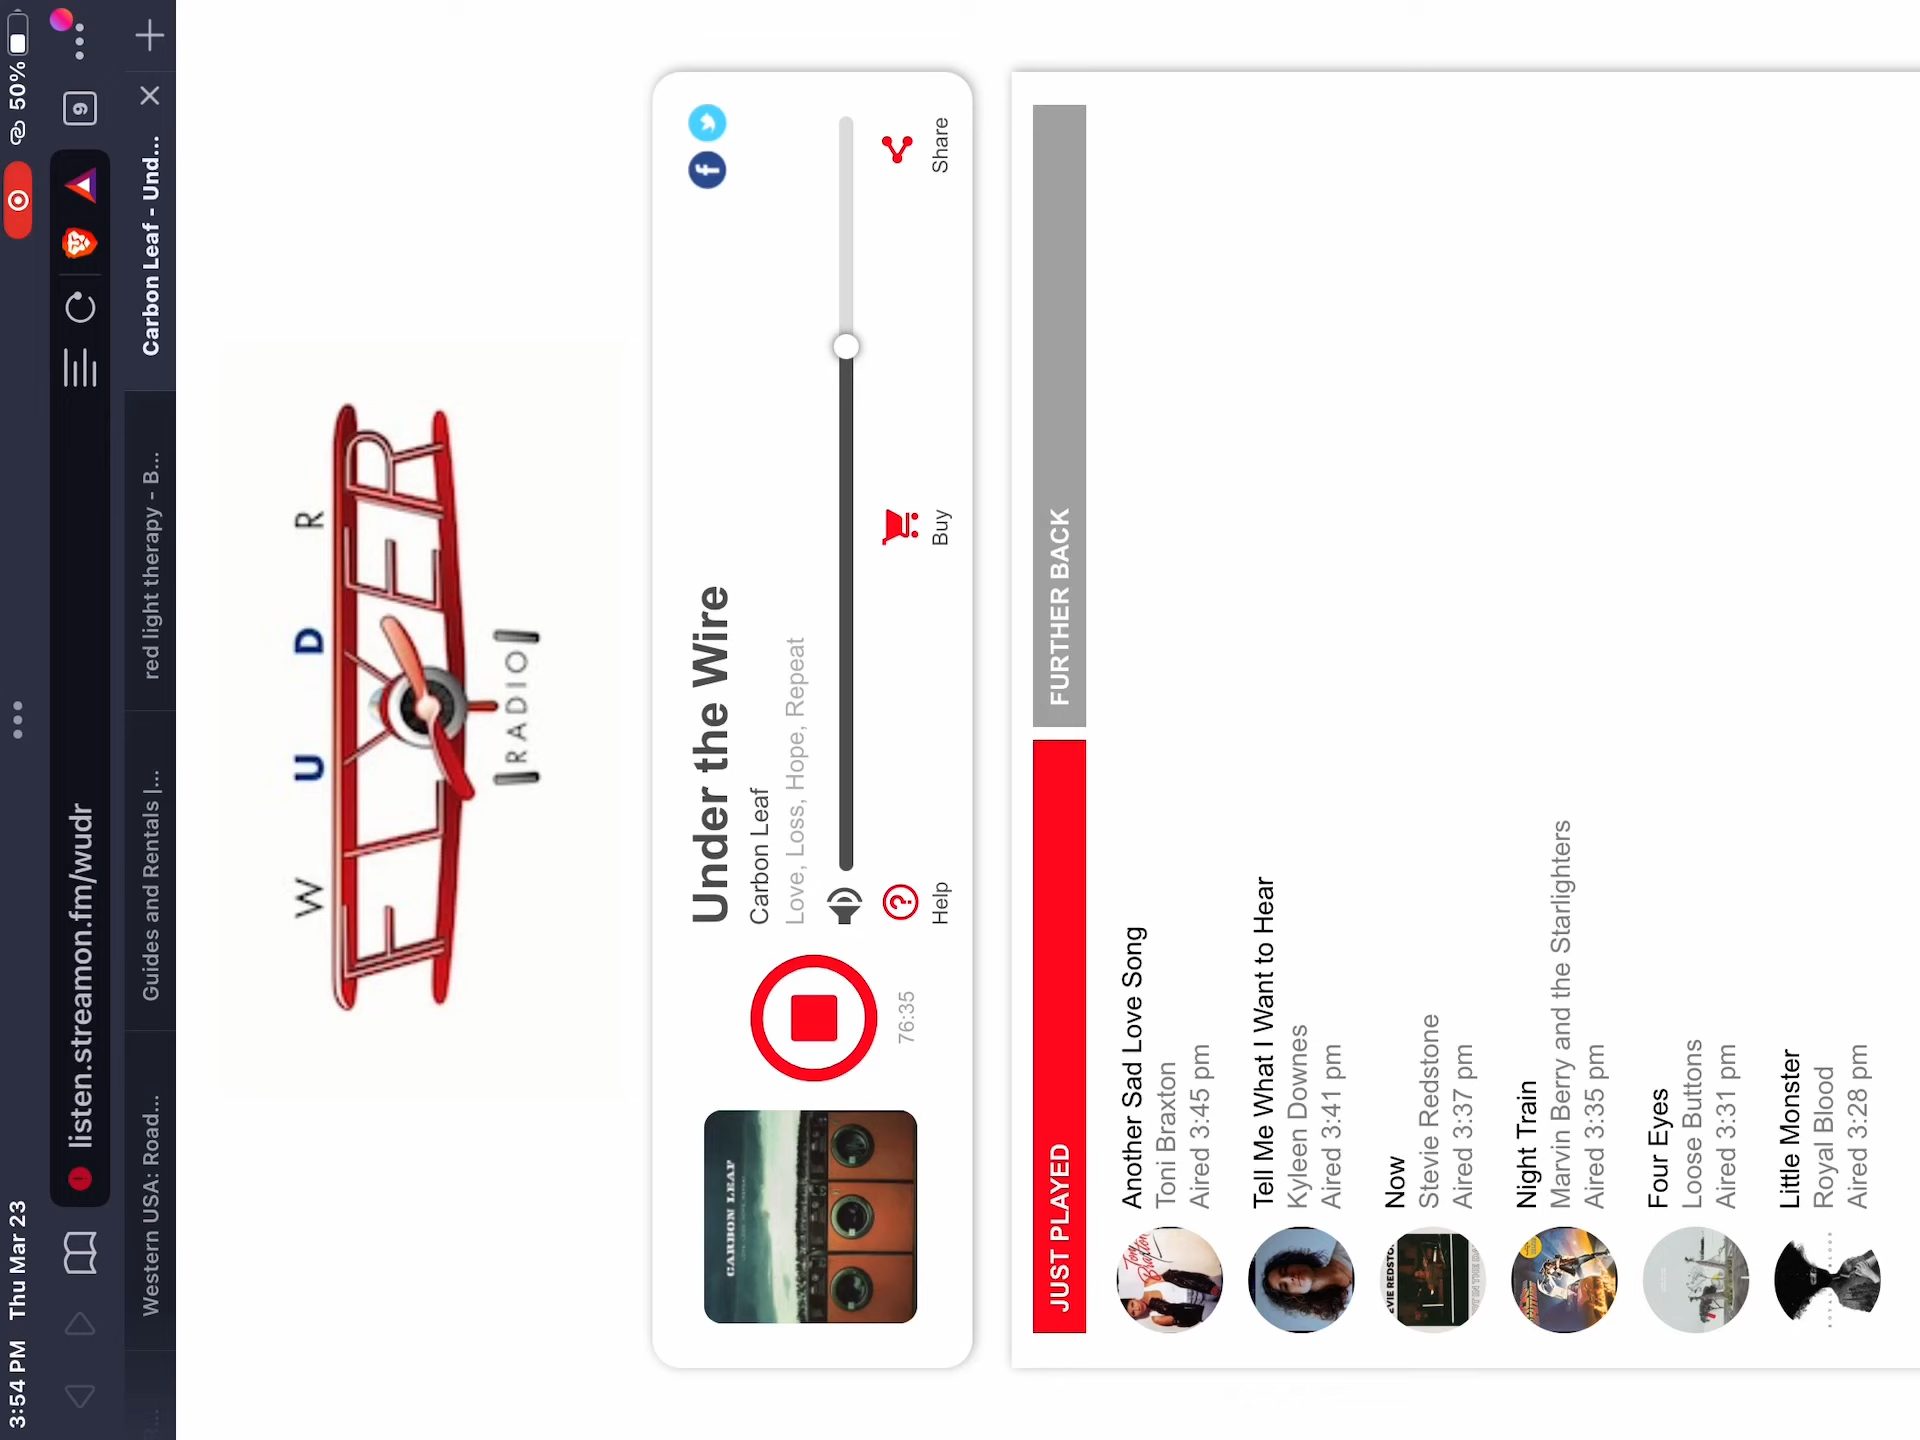 3:54 PM Thu Mar 23
50%
listen.streamon.fm/wudr
9
Western USA: Road...
Guides and Rentals |...
red light therapy - B...
Carbon Leaf - Und...
W U D R
FLYER
RADIO
CARBON LEAF
76:35
Under the Wire
Carbon Leaf
Love, Loss, Hope, Repeat
Help
Buy
Share
JUST PLAYED
FURTHER BACK
Another Sad Love Song
Toni Braxton
Aired 3:45 pm
Tell Me What I Want to Hear
Kyleen Downes
Aired 3:41 pm
Now
Stevie Redstone
Aired 3:37 pm
Night Train
Marvin Berry and the Starlighters
Aired 3:35 pm
Four Eyes
Loose Buttons
Aired 3:31 pm
Little Monster
Royal Blood
Aired 3:28 pm